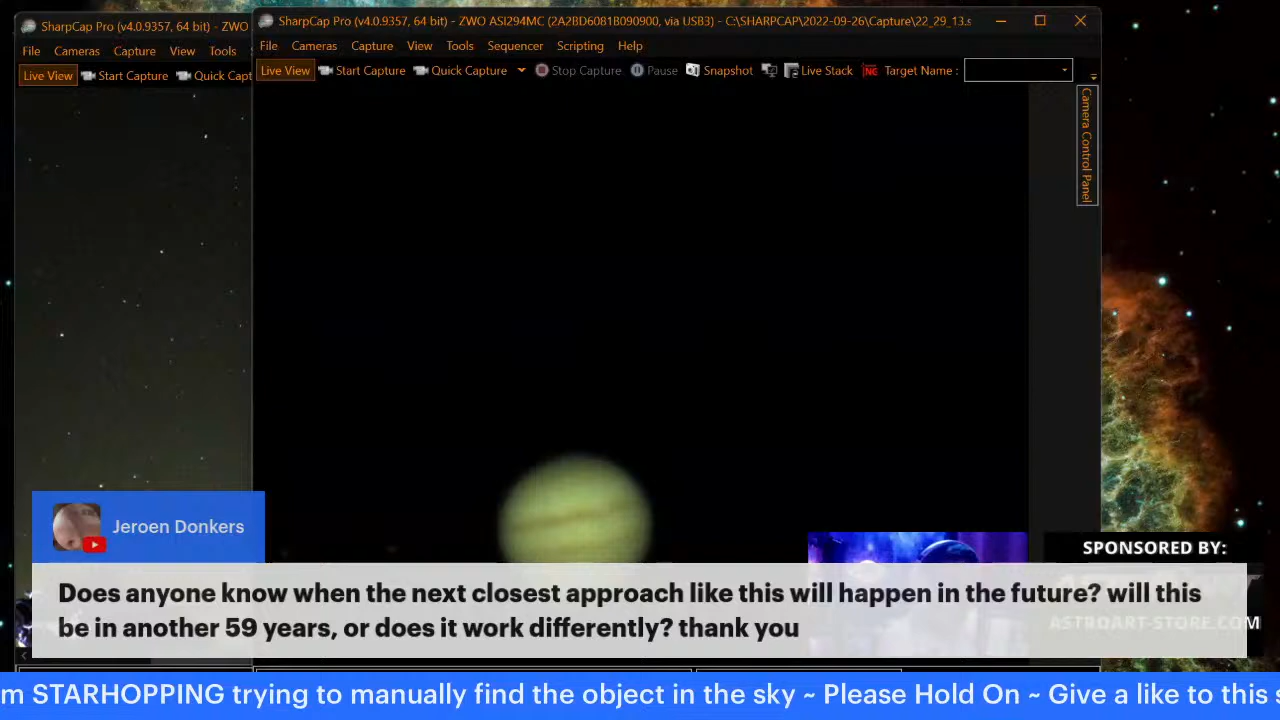 SharpCap Pro (v4.0.9357, 64 bit) - ZWO
File Cameras Capture View Tools
Live View Start Capture Quick Capt
SharpCap Pro (v4.0.9357, 64 bit) - ZWO ASI294MC (2A2BD6081B090900, via USB3) - C:\SHARPCAP\2022-09-26\Capture\22_29_13.s
File Cameras Capture View Tools Sequencer Scripting Help
Live View Start Capture Quick Capture Stop Capture Pause Snapshot Live Stack NG Target Name :
Camera Control Panel
Jeroen Donkers
SPONSORED BY:
Does anyone know when the next closest approach like this will happen in the future? will this
be in another 59 years, or does it work differently? thank you
ASTROART-STORE.COM
m STARHOPPING trying to manually find the object in the sky ~ Please Hold On ~ Give a like to this s